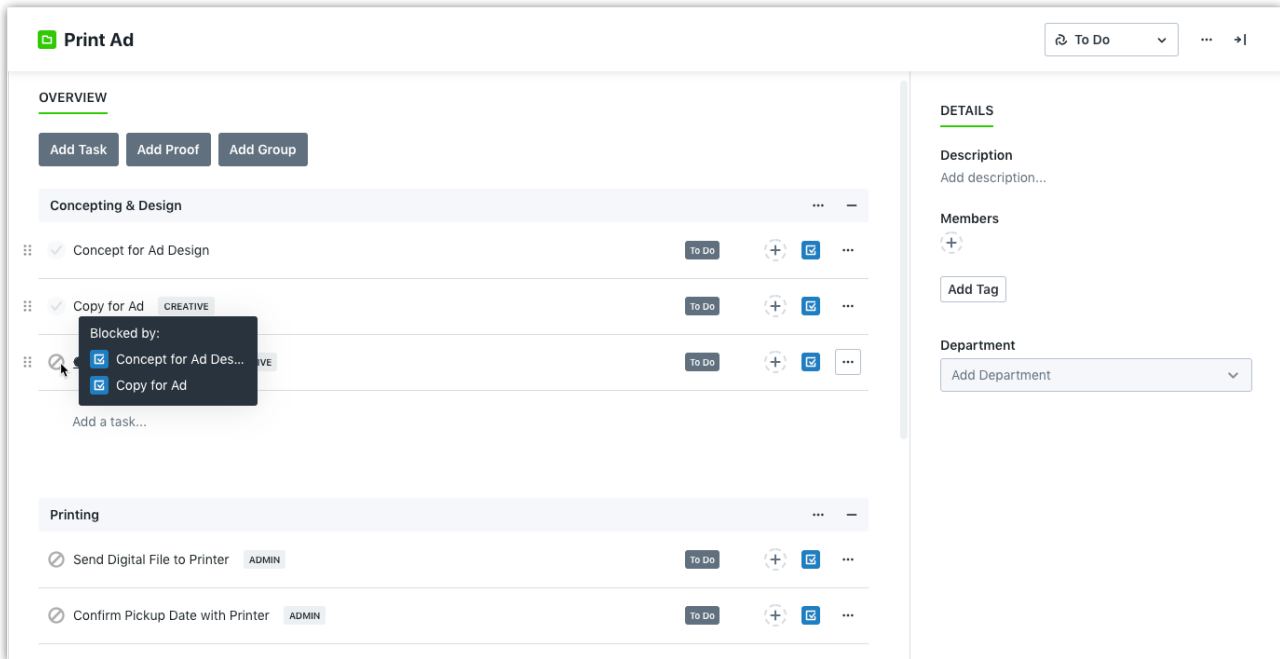 Print Ad
To Do
OVERVIEW
DETAILS
Add Task
Add Proof
Add Group
Description
Add description...
Concepting & Design
Members
Concept for Ad Design
To Do
Add Tag
Copy for Ad CREATIVE
To Do
Blocked by:
Concept for Ad Des...
Copy for Ad
To Do
Department
Add Department
Add a task...
Printing
Send Digital File to Printer ADMIN
To Do
Confirm Pickup Date with Printer ADMIN
To Do